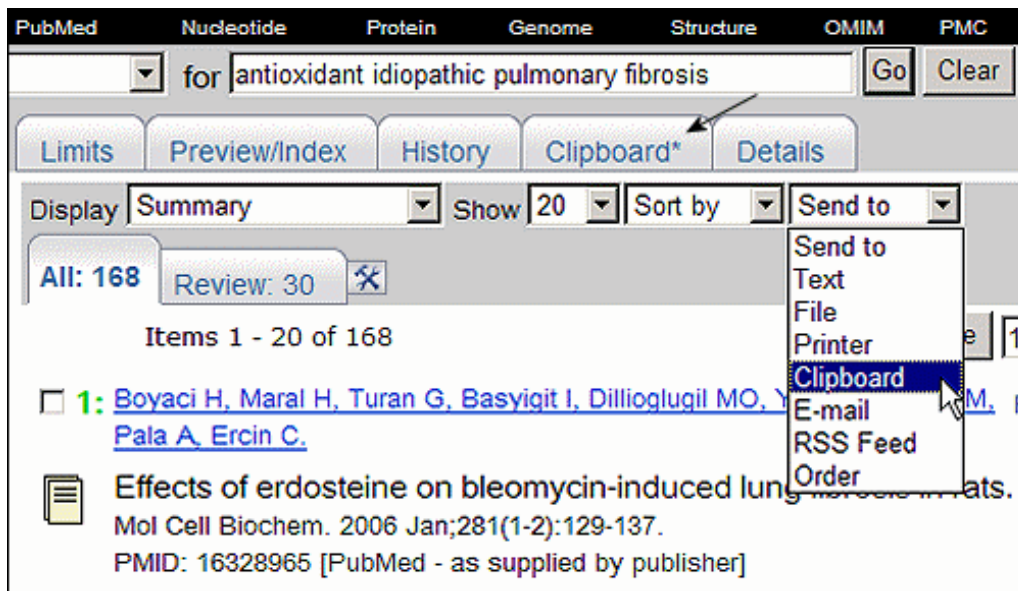 PubMed Nucleotide Protein Genome Structure OMIM PMC
for antioxidant idiopathic pulmonary fibrosis Go Clear
Limits Preview/Index History Clipboard* Details
Display Summary Show 20 Sort by Send to
Send to
Text
File
Printer
Clipboard
E-mail
RSS Feed
Order
All: 168 Review: 30
Items 1 - 20 of 168
1: Boyaci H, Maral H, Turan G, Basyigit I, Dillioglugil MO, M,
Pala A, Ercin C.
Effects of erdosteine on bleomycin-induced lung fibrosis in rats.
Mol Cell Biochem. 2006 Jan;281(1-2):129-137.
PMID: 16328965 [PubMed - as supplied by publisher]